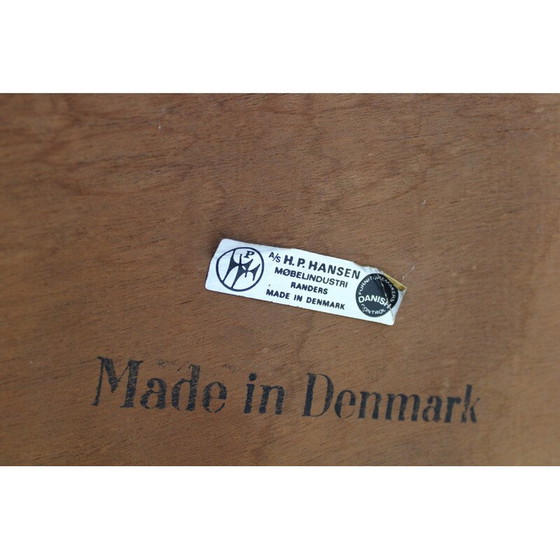 P
A/S H.P. HANSEN
MØBELINDUSTRI
RANDERS
MADE IN DENMARK
DANISH
CONTROL
Made in Denmark